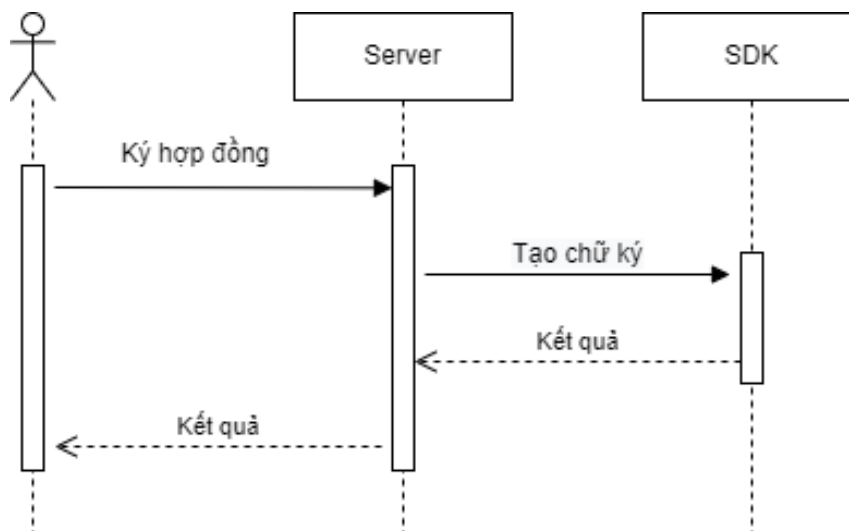 Server
SDK
Ký hợp đồng
Tạo chữ ký
Kết quả
Kết quả